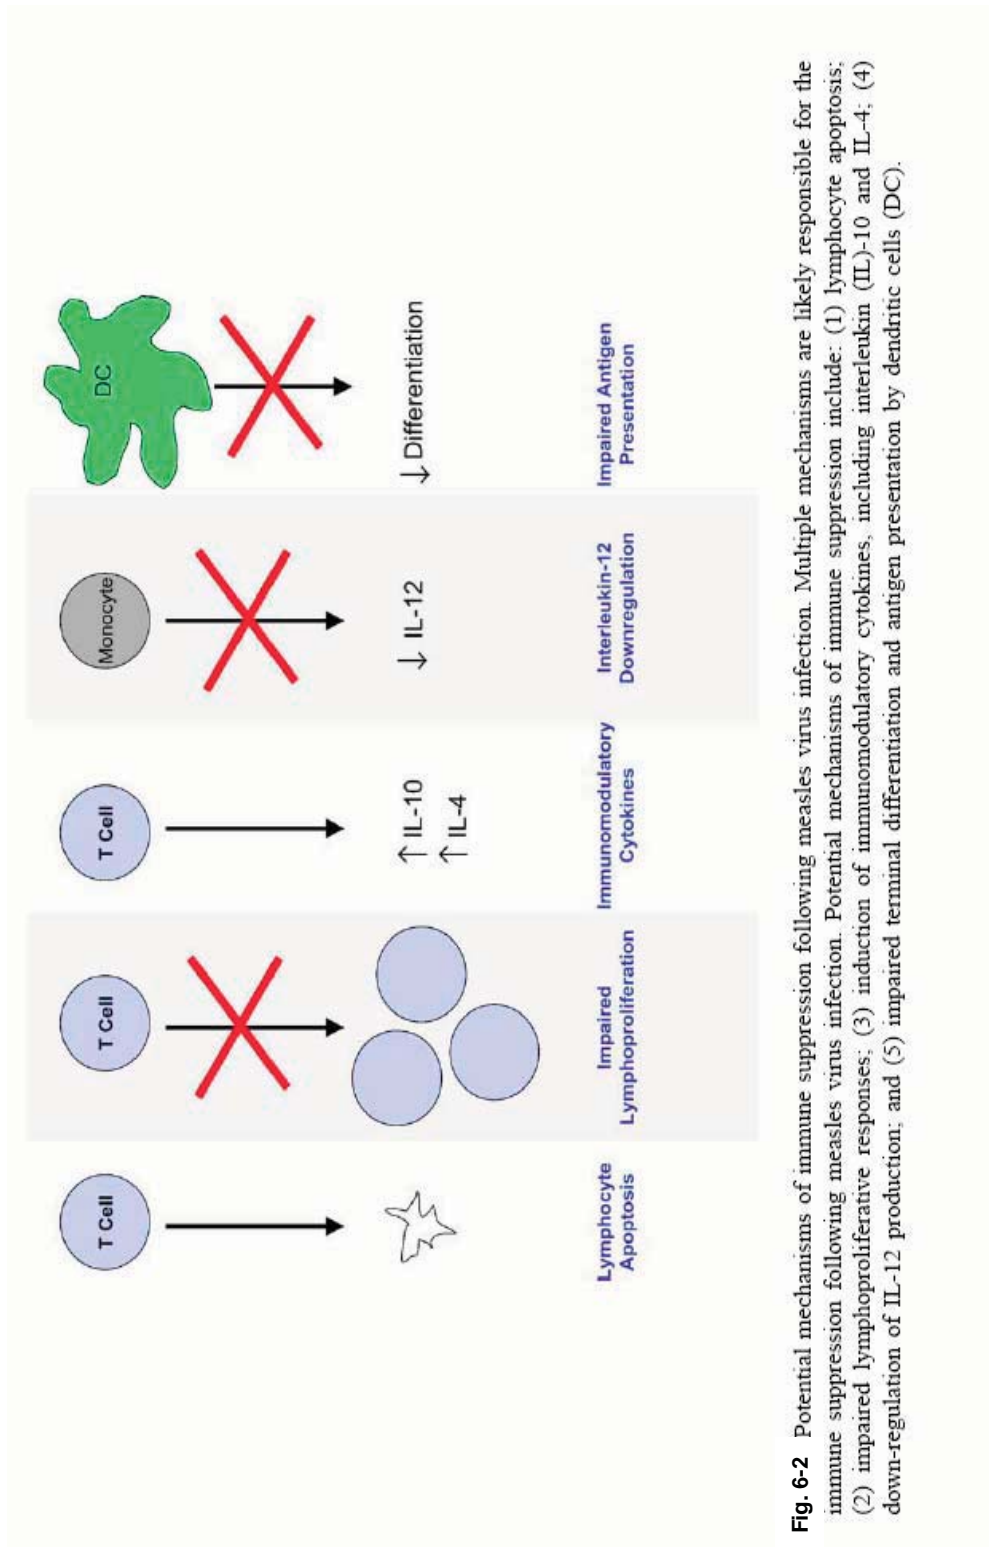 T Cell
T Cell
T Cell
Monocyte
DC
↑ IL-10
↑ IL-4
↓ IL-12
↓ Differentiation
Lymphocyte
Apoptosis
Impaired
Lymphoproliferation
Immunomodulatory
Cytokines
Interleukin-12
Downregulation
Impaired Antigen
Presentation
Fig. 6-2 Potential mechanisms of immune suppression following measles virus infection. Multiple mechanisms are likely responsible for the
immune suppression following measles virus infection. Potential mechanisms of immune suppression include: (1) lymphocyte apoptosis;
(2) impaired lymphoproliferative responses; (3) induction of immunomodulatory cytokines, including interleukin (IL)-10 and IL-4; (4)
down-regulation of IL-12 production; and (5) impaired terminal differentiation and antigen presentation by dendritic cells (DC).